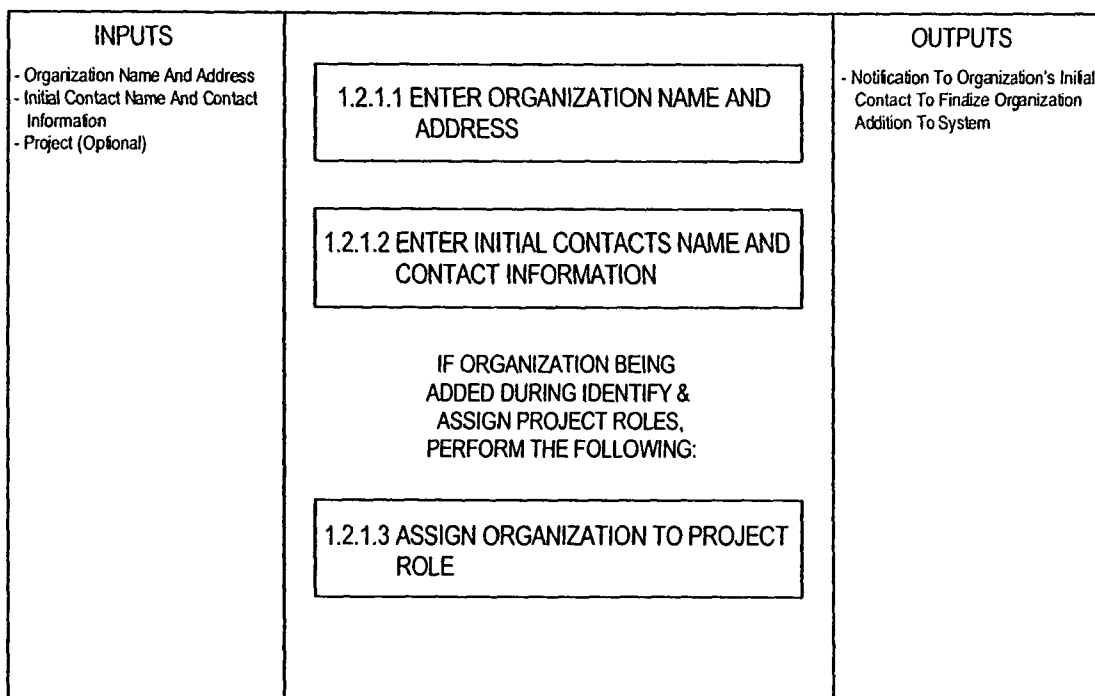 INPUTS
- Organization Name And Address
- Initial Contact Name And Contact
Information
- Project (Optional)
1.2.1.1 ENTER ORGANIZATION NAME AND
ADDRESS
1.2.1.2 ENTER INITIAL CONTACTS NAME AND
CONTACT INFORMATION
IF ORGANIZATION BEING
ADDED DURING IDENTIFY &
ASSIGN PROJECT ROLES,
PERFORM THE FOLLOWING:
1.2.1.3 ASSIGN ORGANIZATION TO PROJECT
ROLE
OUTPUTS
- Notification To Organization's Initial
Contact To Finalize Organization
Addition To System